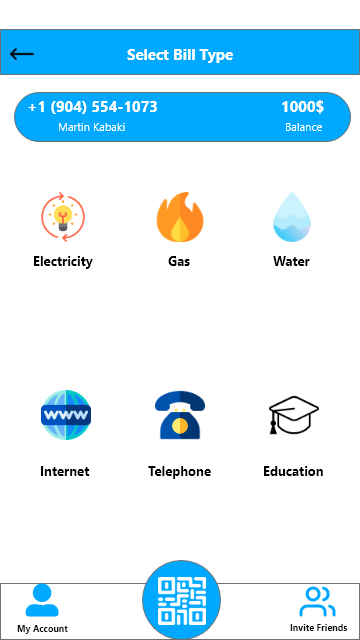 Select Bill Type
+1 (904) 554-1073 1000$
Martin Kabaki Balance
Electricity Gas Water
WWW
Internet Telephone Education
My Account Invite Friends